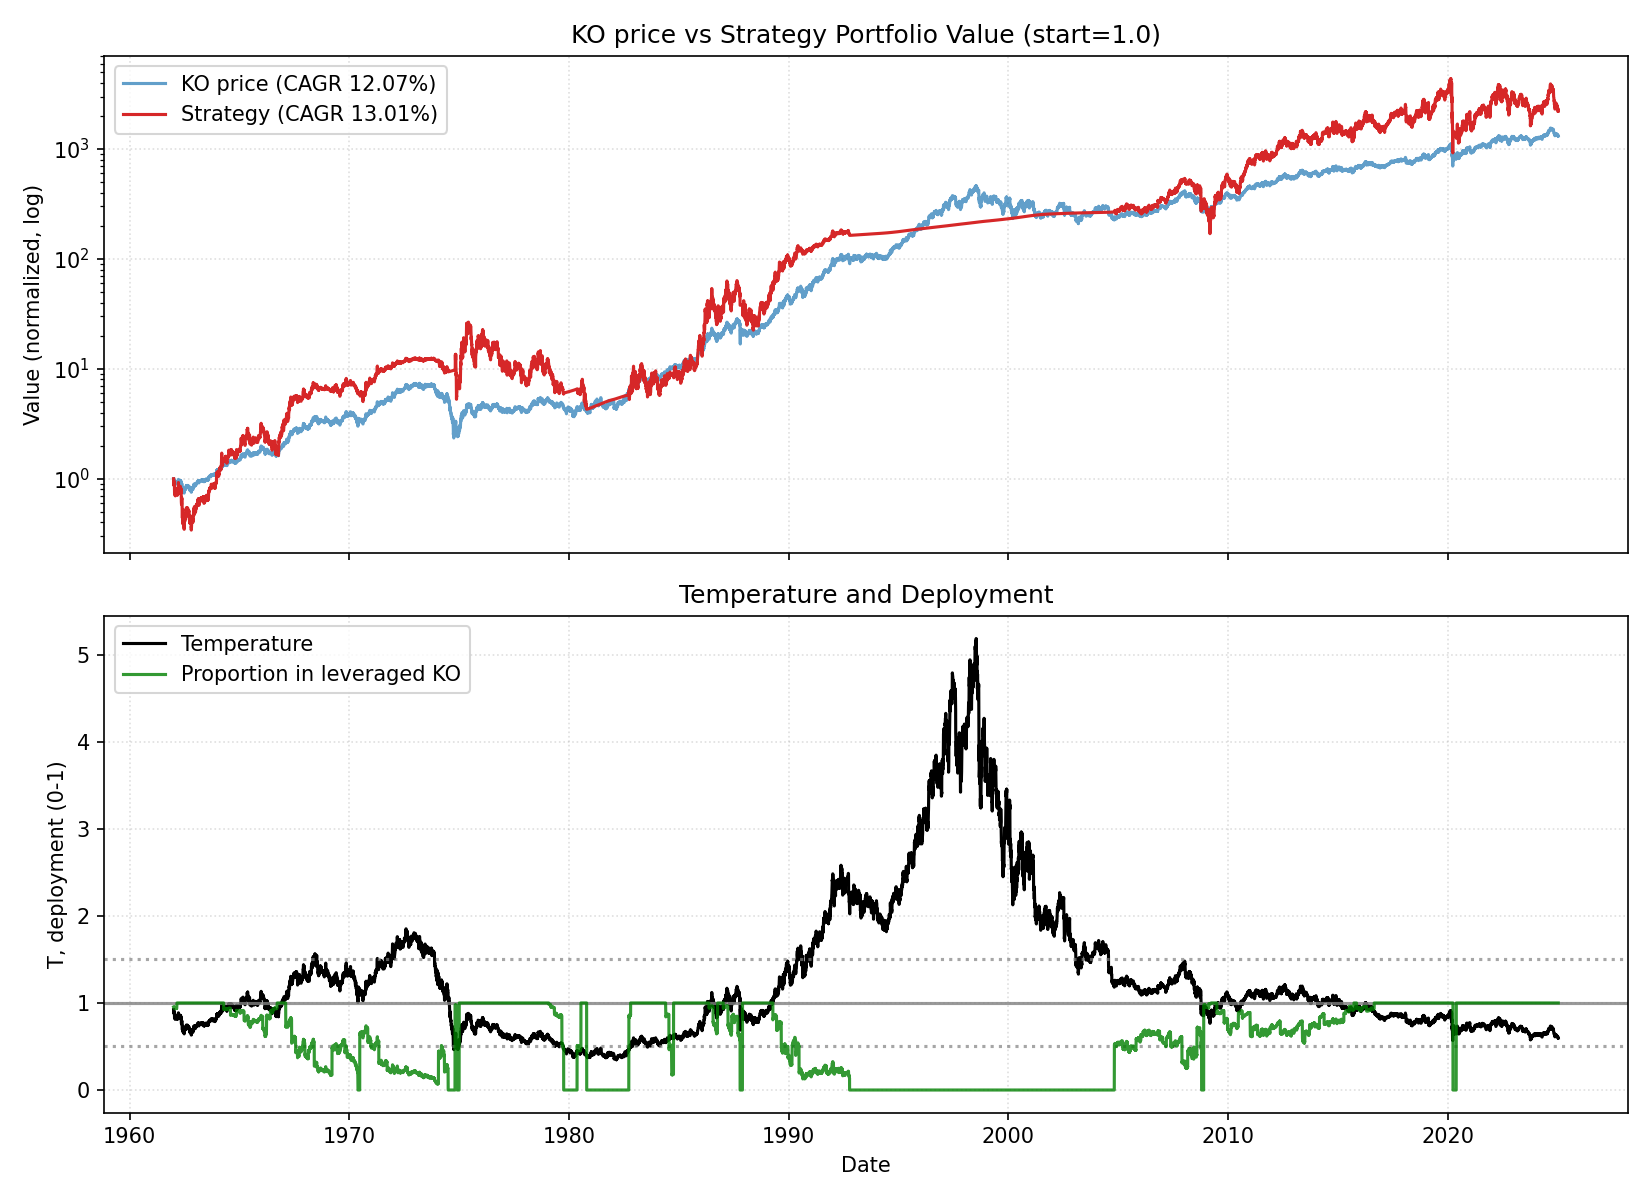 KO price vs Strategy Portfolio Value (start=1.0)
KO price (CAGR 12.07%)
Strategy (CAGR 13.01%)
Value (normalized, log)
10³
10²
10¹
10⁰
Temperature and Deployment
Temperature
Proportion in leveraged KO
T, deployment (0-1)
5
4
3
2
1
0
1960 1970 1980 1990 2000 2010 2020
Date